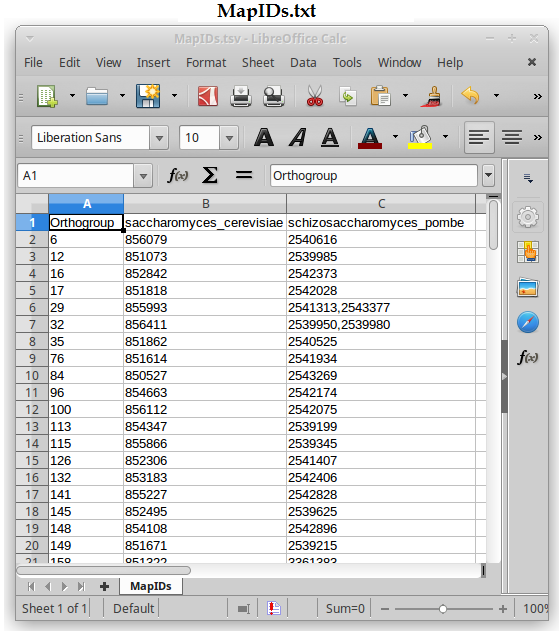 MapIDs.txt
MapIDs.tsv - LibreOffice Calc
File Edit View Insert Format Sheet Data Tools Window Help
Liberation Sans 10 A A A A
A1 f(x) Σ = Orthogroup
A B C
1 Orthogroup saccharomyces_cerevisiae schizosaccharomyces_pombe
2 6 856079 2540616
3 12 851073 2539985
4 16 852842 2542373
5 17 851818 2542028
6 29 855993 2541313,2543377
7 32 856411 2539950,2539980
8 35 851862 2540525
9 76 851614 2541934
10 84 850527 2543269
11 96 854663 2542174
12 100 856112 2542075
13 113 854347 2539199
14 115 855866 2539345
15 126 852306 2541407
16 132 853183 2542406
17 141 855227 2542828
18 145 852495 2539625
19 148 854108 2542896
20 149 851671 2539215
21 158 851322 3361383
MapIDs
Sheet 1 of 1 Default Sum=0 100%